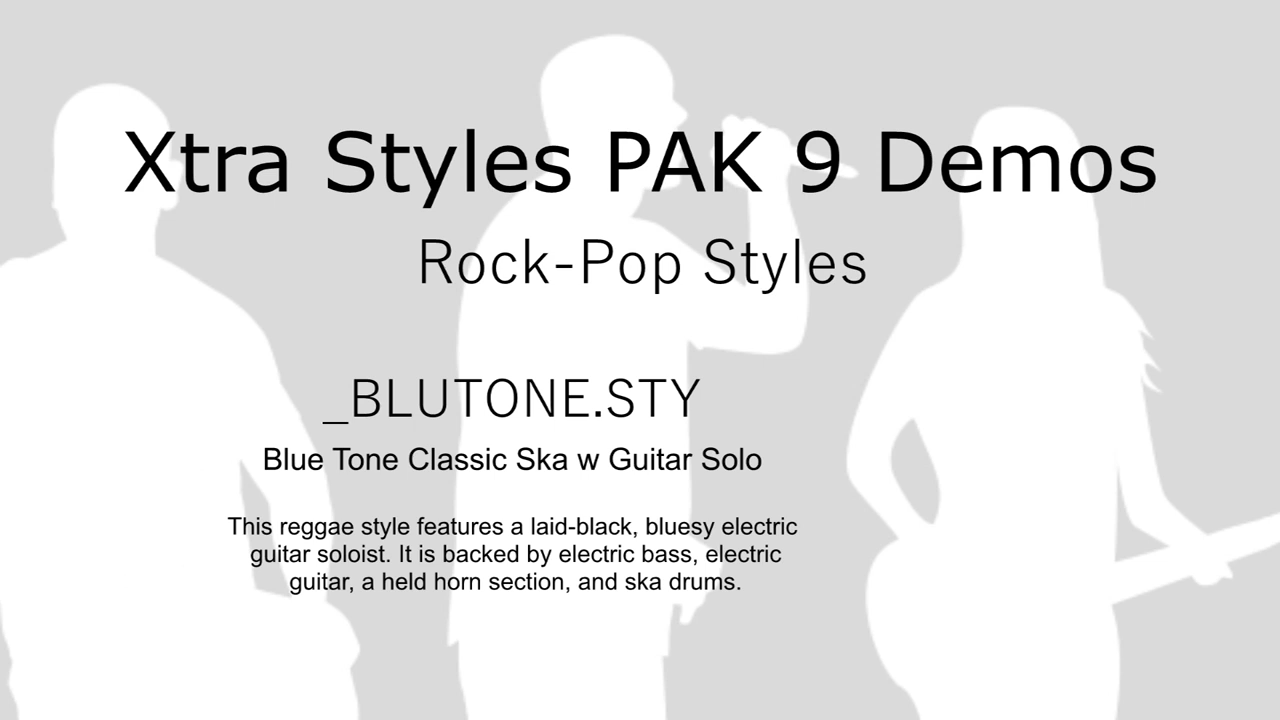 Xtra Styles PAK 9 Demos
Rock-Pop Styles
_BLUTONE.STY
Blue Tone Classic Ska w Guitar Solo
This reggae style features a laid-black, bluesy electric
guitar soloist. It is backed by electric bass, electric
guitar, a held horn section, and ska drums.